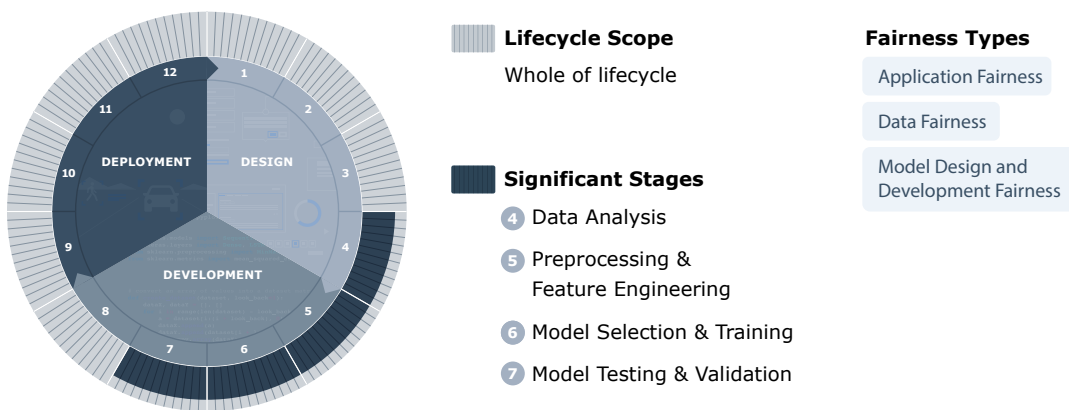 12
1
11
2
DEPLOYMENT
DESIGN
10
3
9
4
DEVELOPMENT
8
5
7
6
Lifecycle Scope
Whole of lifecycle
Significant Stages
4 Data Analysis
5 Preprocessing &
Feature Engineering
6 Model Selection & Training
7 Model Testing & Validation
Fairness Types
Application Fairness
Data Fairness
Model Design and
Development Fairness